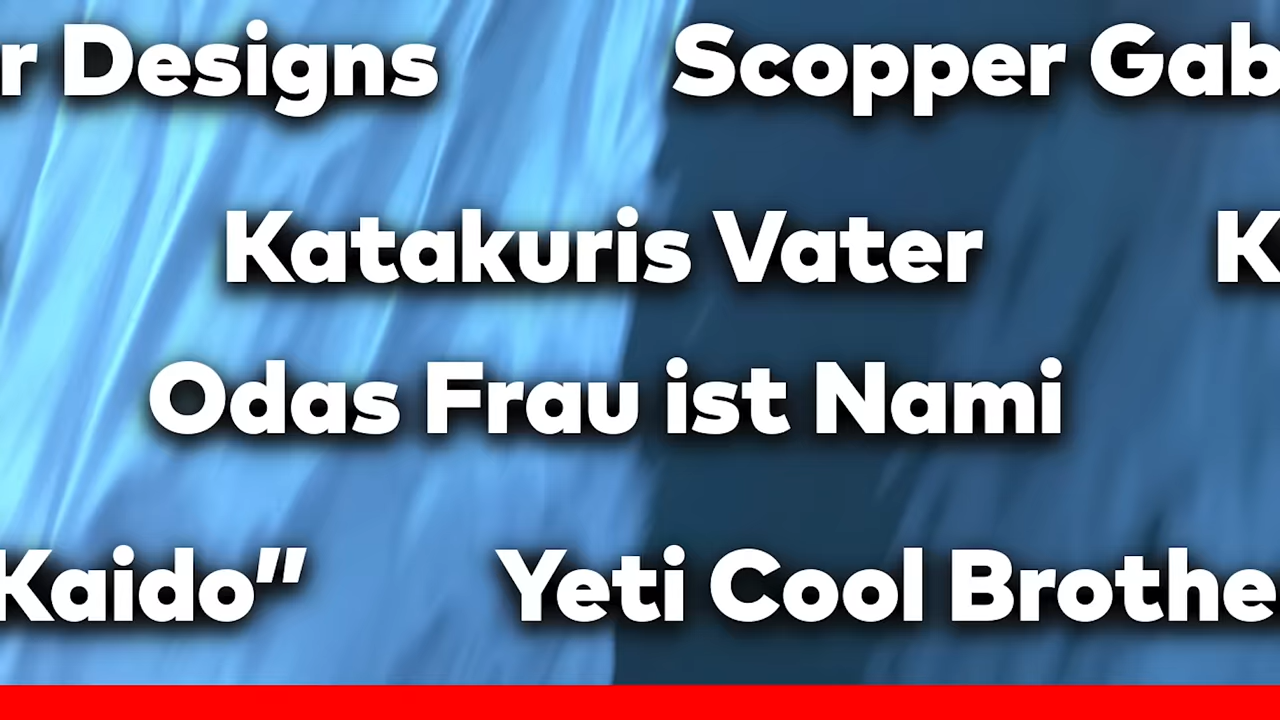 r Designs Scopper Gab
Katakuris Vater K
Odas Frau ist Nami
Kaido” Yeti Cool Brothe